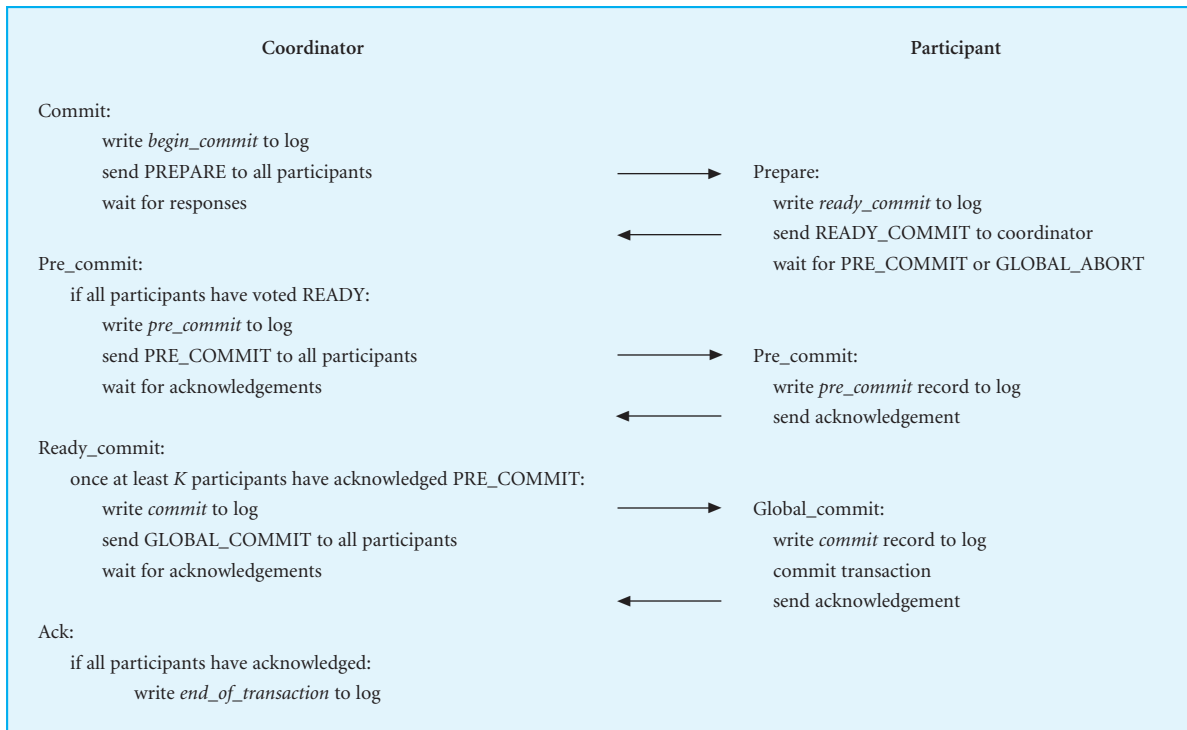 Coordinator
Participant
Commit:
write begin_commit to log
send PREPARE to all participants
wait for responses
Prepare:
write ready_commit to log
send READY_COMMIT to coordinator
wait for PRE_COMMIT or GLOBAL_ABORT
Pre_commit:
if all participants have voted READY:
write pre_commit to log
send PRE_COMMIT to all participants
wait for acknowledgements
Pre_commit:
write pre_commit record to log
send acknowledgement
Ready_commit:
once at least K participants have acknowledged PRE_COMMIT:
write commit to log
send GLOBAL_COMMIT to all participants
wait for acknowledgements
Global_commit:
write commit record to log
commit transaction
send acknowledgement
Ack:
if all participants have acknowledged:
write end_of_transaction to log